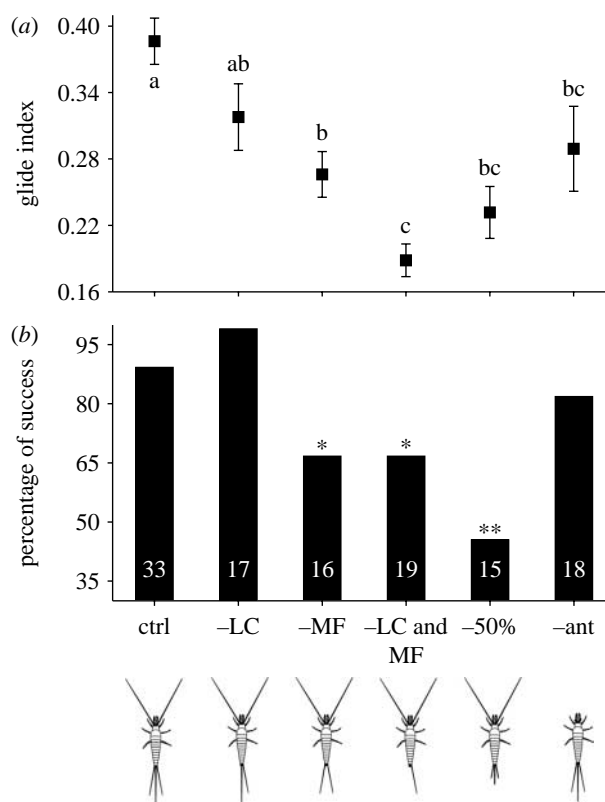 (a)
glide index
0.40
0.34
0.28
0.22
0.16
a
ab
b
c
bc
bc
(b)
percentage of success
95
80
65
50
35
* * **
33 17 16 19 15 18
ctrl –LC –MF –LC and –50% –ant
MF